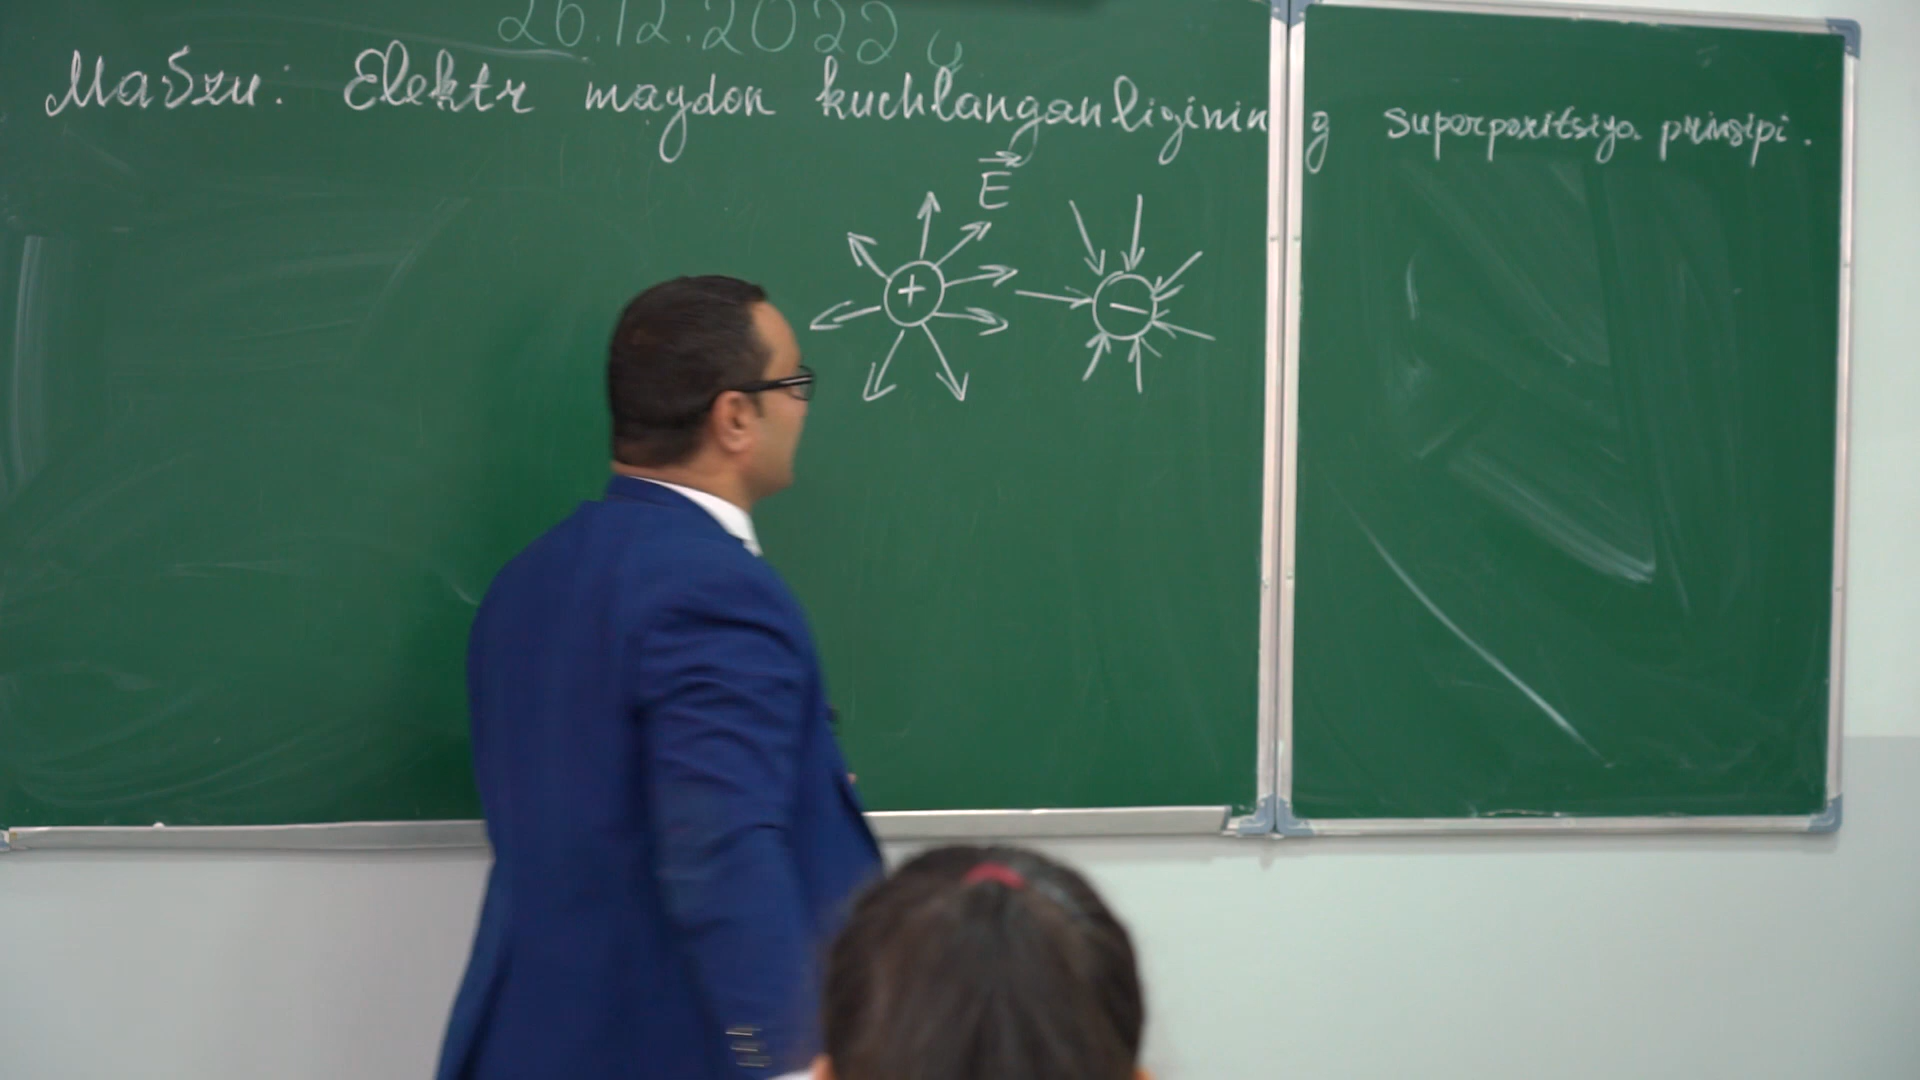 26.12.2022 y
Mavzu: Elektr maydon kuchlanganligining superpozitsiya prinsipi.
E
+ −